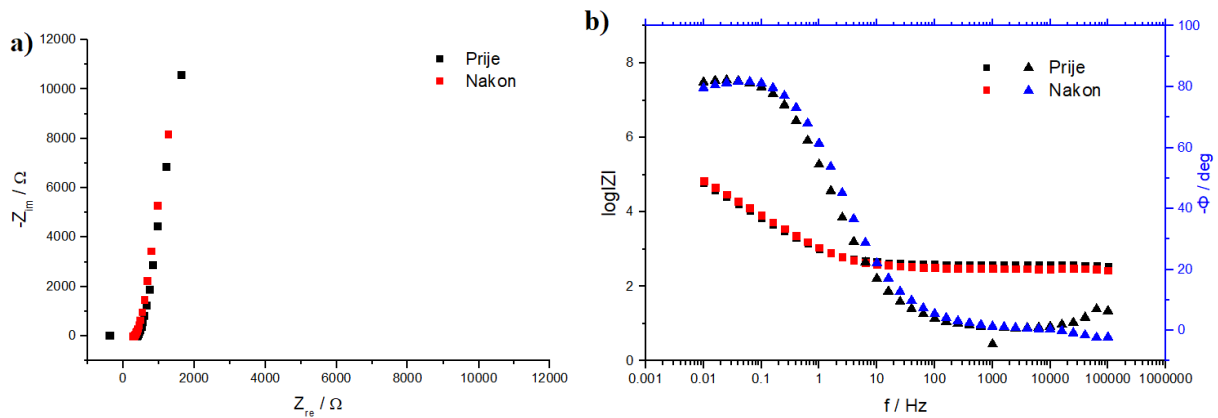 a)
12000
10000
8000
6000
4000
2000
0
-Z_im / Ω
Prije
Nakon
0 2000 4000 6000 8000 10000 12000
Z_re / Ω
b)
8
6
4
2
0
log|Z|
Prije
Nakon
100
80
60
40
20
0
-Φ / deg
0.001 0.01 0.1 1 10 100 1000 10000 100000 1000000
f / Hz